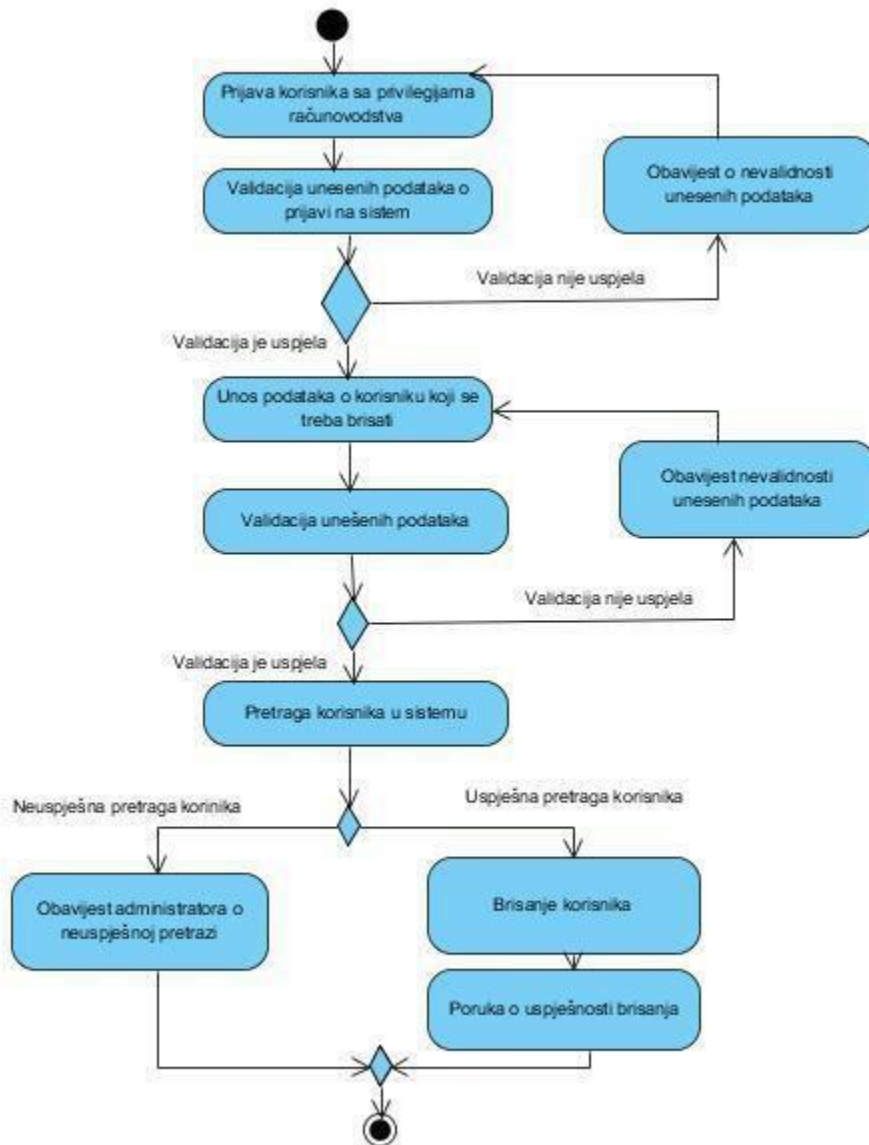 Prijava korisnika sa privilegijama
računovodstva
Obavijest o nevalidnosti
unesenih podataka
Validacija unesenih podataka o
prijavi na sistem
Validacija nije uspjela
Validacija je uspjela
Unos podataka o korisniku koji se
treba brisati
Obavijest nevalidnosti
unesenih podataka
Validacija unešenih podataka
Validacija nije uspjela
Validacija je uspjela
Pretraga korisnika u sistemu
Neuspješna pretraga korinika
Uspješna pretraga korisnika
Obavijest administratora o
neuspješnoj pretrazi
Brisanje korisnika
Poruka o uspješnosti brisanja